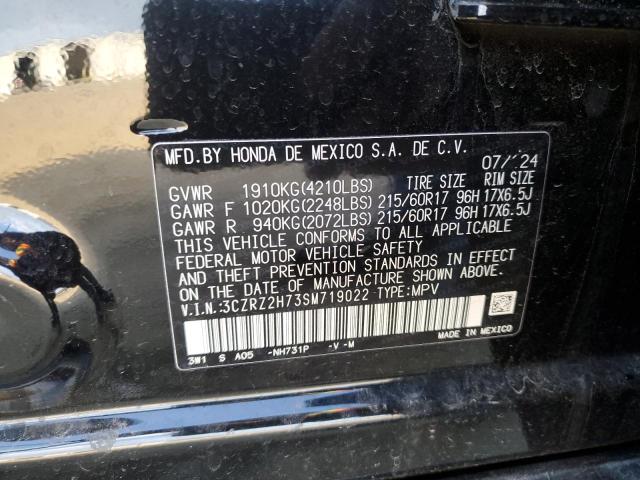 MFD.BY HONDA DE MEXICO S.A. DE C.V. 07/'24
GVWR 1910KG(4210LBS) TIRE SIZE RIM SIZE
GAWR F 1020KG(2248LBS) 215/60R17 96H 17X6.5J
GAWR R 940KG(2072LBS) 215/60R17 96H 17X6.5J
THIS VEHICLE CONFORMS TO ALL APPLICABLE
FEDERAL MOTOR VEHICLE SAFETY
AND THEFT PREVENTION STANDARDS IN EFFECT
ON THE DATE OF MANUFACTURE SHOWN ABOVE.
V.I.N.:3CZRZ2H73SM719022 TYPE:MPV
3W1 S A05 -NH731P -V -M MADE IN MEXICO